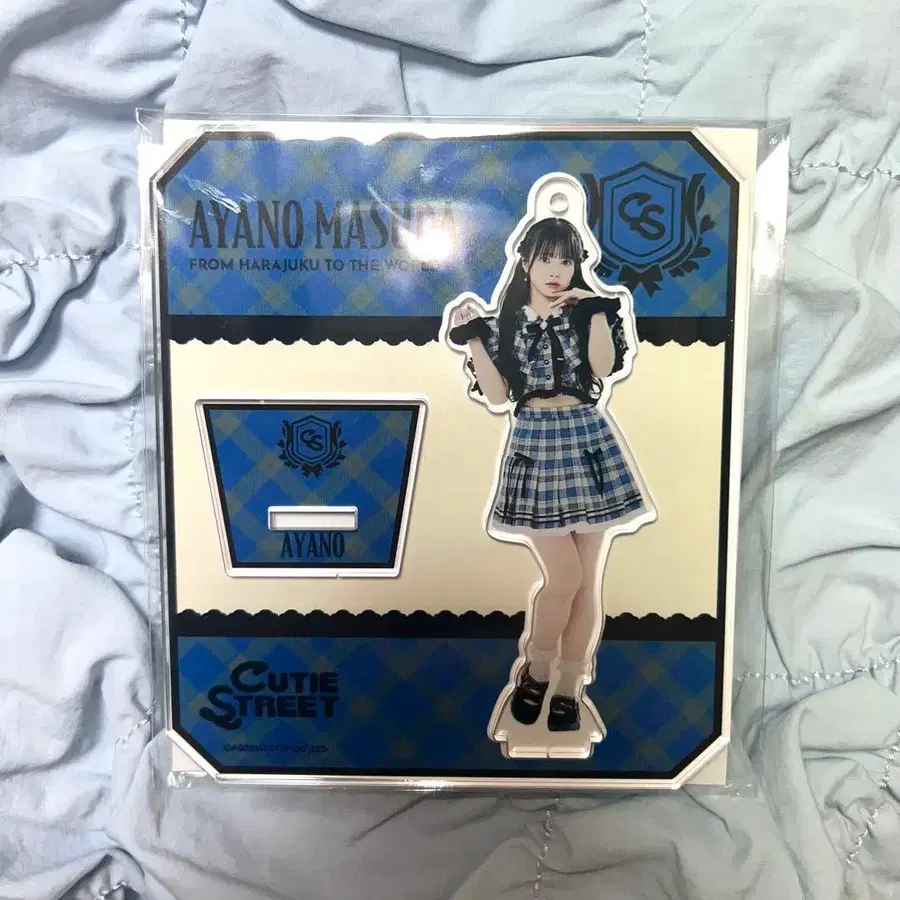 AYANO MASUDA
FROM HARAJUKU TO THE WORLD
CS
CS
AYANO
CUTIE
STREET